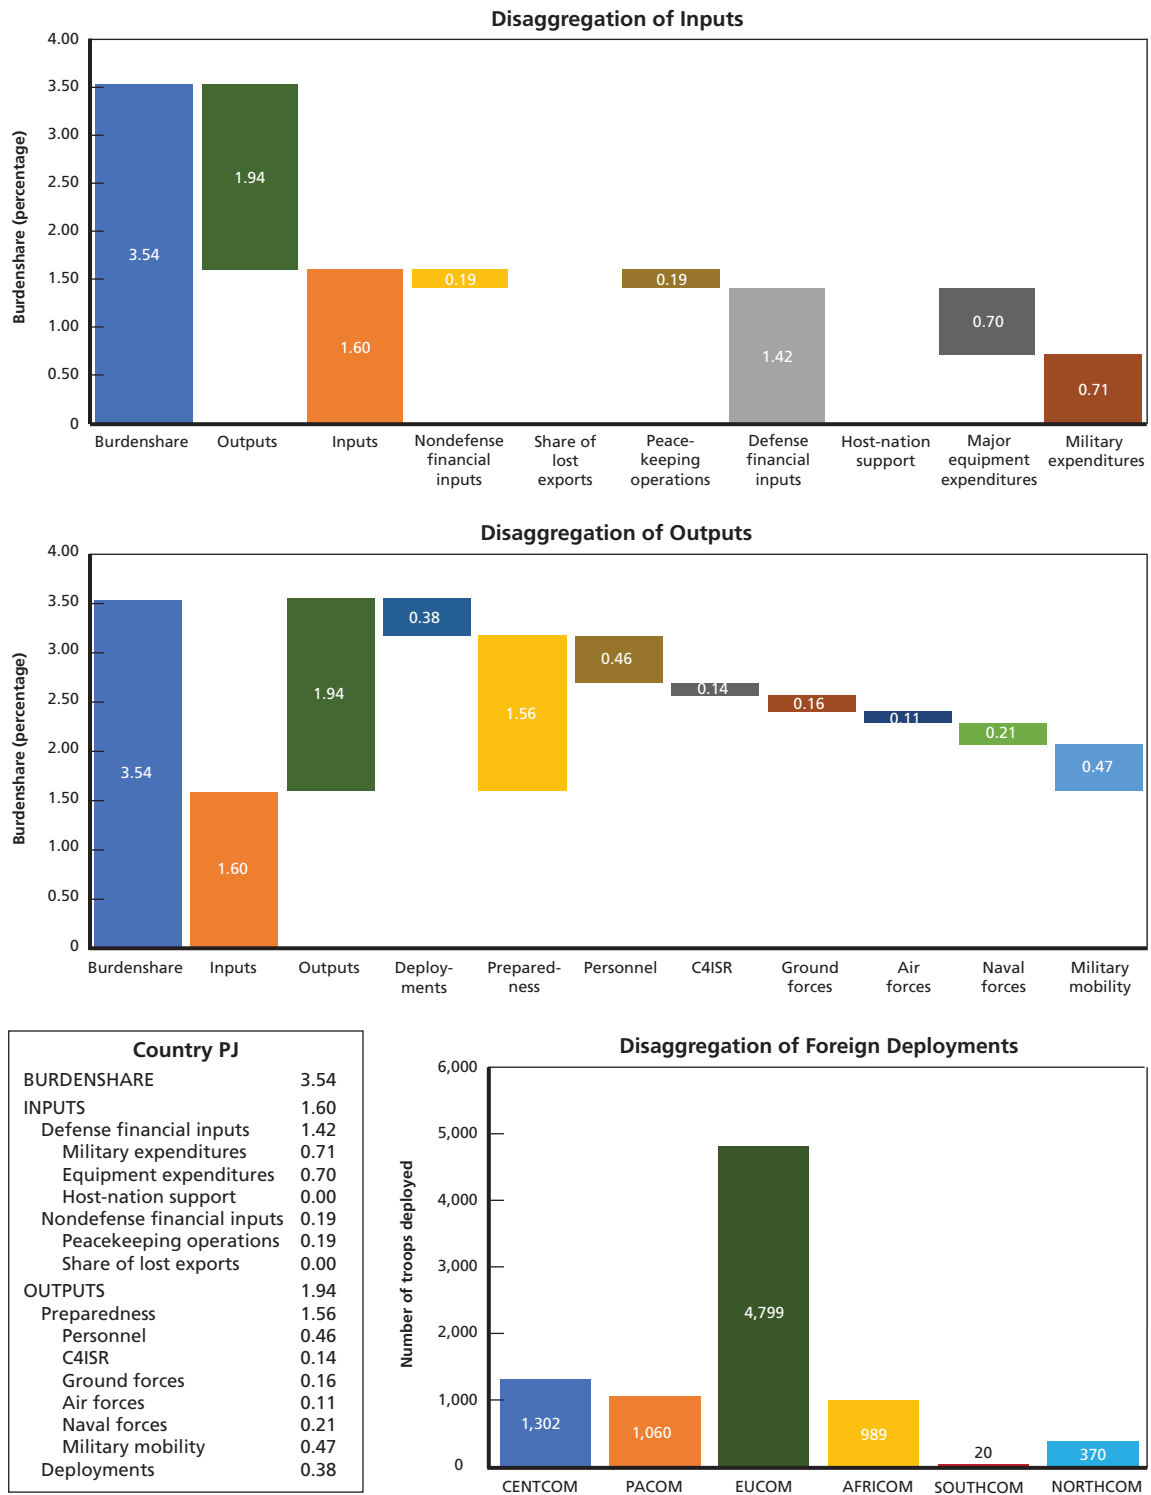 Disaggregation of Inputs
Burdenshare (percentage)
4.00
3.50
3.00
2.50
2.00
1.50
1.00
0.50
0
3.54
1.94
1.60
0.19
0.19
1.42
0.70
0.71
Burdenshare
Outputs
Inputs
Nondefense
financial
inputs
Share of
lost
exports
Peace-
keeping
operations
Defense
financial
inputs
Host-nation
support
Major
equipment
expenditures
Military
expenditures
Disaggregation of Outputs
Burdenshare (percentage)
4.00
3.50
3.00
2.50
2.00
1.50
1.00
0.50
0
3.54
1.60
1.94
0.38
1.56
0.46
0.14
0.16
0.11
0.21
0.47
Burdenshare
Inputs
Outputs
Deploy-
ments
Prepared-
ness
Personnel
C4ISR
Ground
forces
Air
forces
Naval
forces
Military
mobility
Country PJ
BURDENSHARE 3.54
INPUTS 1.60
Defense financial inputs 1.42
Military expenditures 0.71
Equipment expenditures 0.70
Host-nation support 0.00
Nondefense financial inputs 0.19
Peacekeeping operations 0.19
Share of lost exports 0.00
OUTPUTS 1.94
Preparedness 1.56
Personnel 0.46
C4ISR 0.14
Ground forces 0.16
Air forces 0.11
Naval forces 0.21
Military mobility 0.47
Deployments 0.38
Disaggregation of Foreign Deployments
Number of troops deployed
6,000
5,000
4,000
3,000
2,000
1,000
0
1,302
1,060
4,799
989
20
370
CENTCOM
PACOM
EUCOM
AFRICOM
SOUTHCOM
NORTHCOM